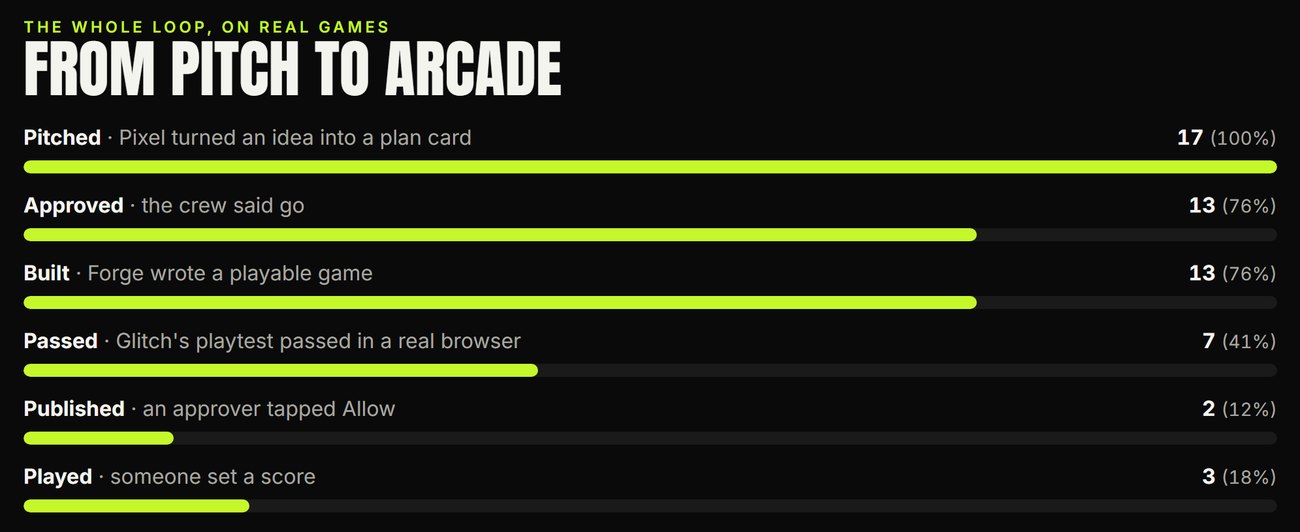 THE WHOLE LOOP, ON REAL GAMES
FROM PITCH TO ARCADE
Pitched · Pixel turned an idea into a plan card 17 (100%)
Approved · the crew said go 13 (76%)
Built · Forge wrote a playable game 13 (76%)
Passed · Glitch's playtest passed in a real browser 7 (41%)
Published · an approver tapped Allow 2 (12%)
Played · someone set a score 3 (18%)